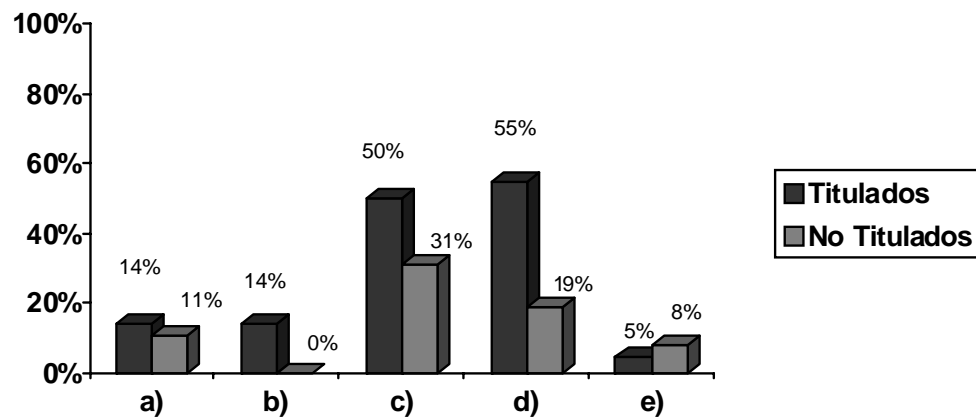 100%
80%
60%
40%
20%
0%
14%
11%
14%
0%
50%
31%
55%
19%
5%
8%
a)
b)
c)
d)
e)
Titulados
No Titulados